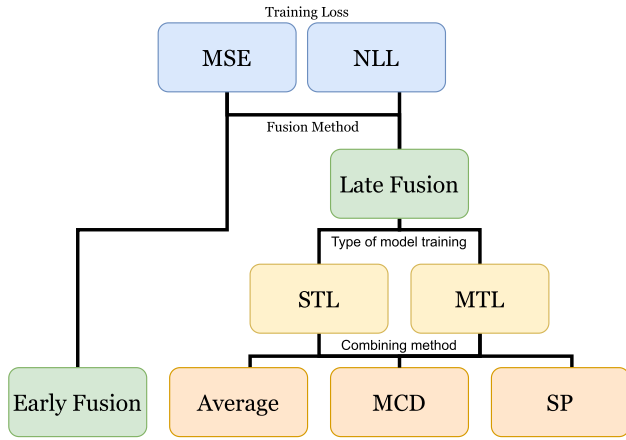 Training Loss
MSE
NLL
Fusion Method
Late Fusion
Type of model training
STL
MTL
Combining method
Early Fusion
Average
MCD
SP